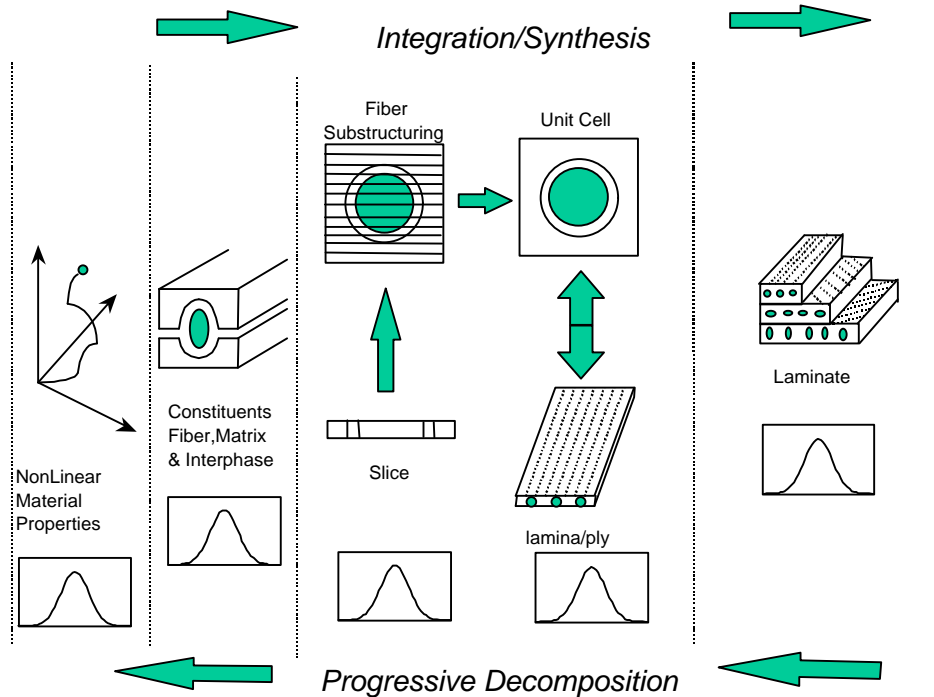 Integration/Synthesis
Fiber
Substructuring
Unit Cell
Laminate
Constituents
Fiber,Matrix
& Interphase
NonLinear
Material
Properties
Slice
lamina/ply
Progressive Decomposition